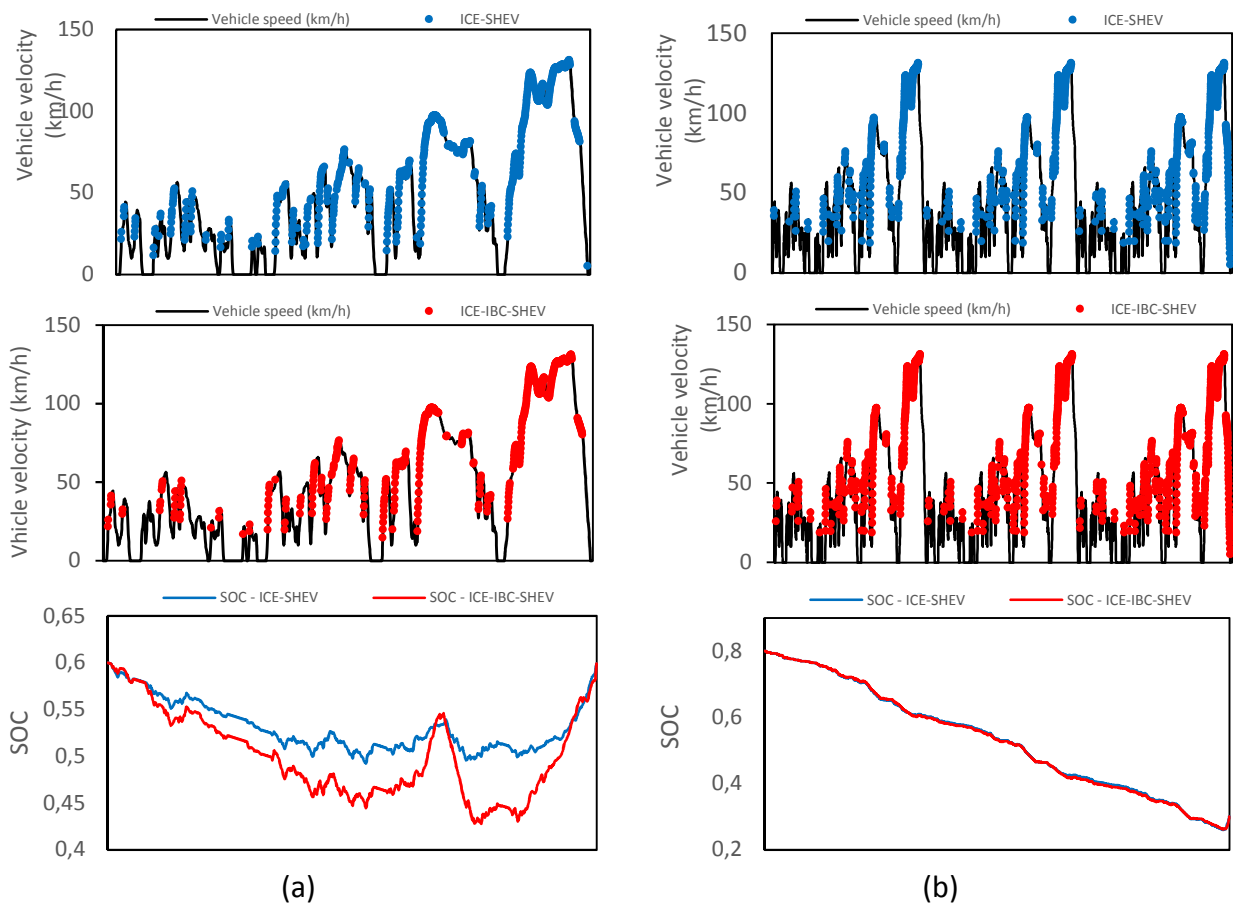 Vehicle speed (km/h) ICE-SHEV
Vehicle velocity
(km/h)
150
100
50
0
Vehicle speed (km/h) ICE-IBC-SHEV
Vhicle velocity (km/h)
150
100
50
0
SOC - ICE-SHEV SOC - ICE-IBC-SHEV
SOC
0,65
0,6
0,55
0,5
0,45
0,4
(a)
Vehicle speed (km/h) ICE-SHEV
Vehicle velocity
(km/h)
150
100
50
0
Vehicle speed (km/h) ICE-IBC-SHEV
Vehicle velocity
(km/h)
150
100
50
0
SOC - ICE-SHEV SOC - ICE-IBC-SHEV
SOC
0,8
0,6
0,4
0,2
(b)